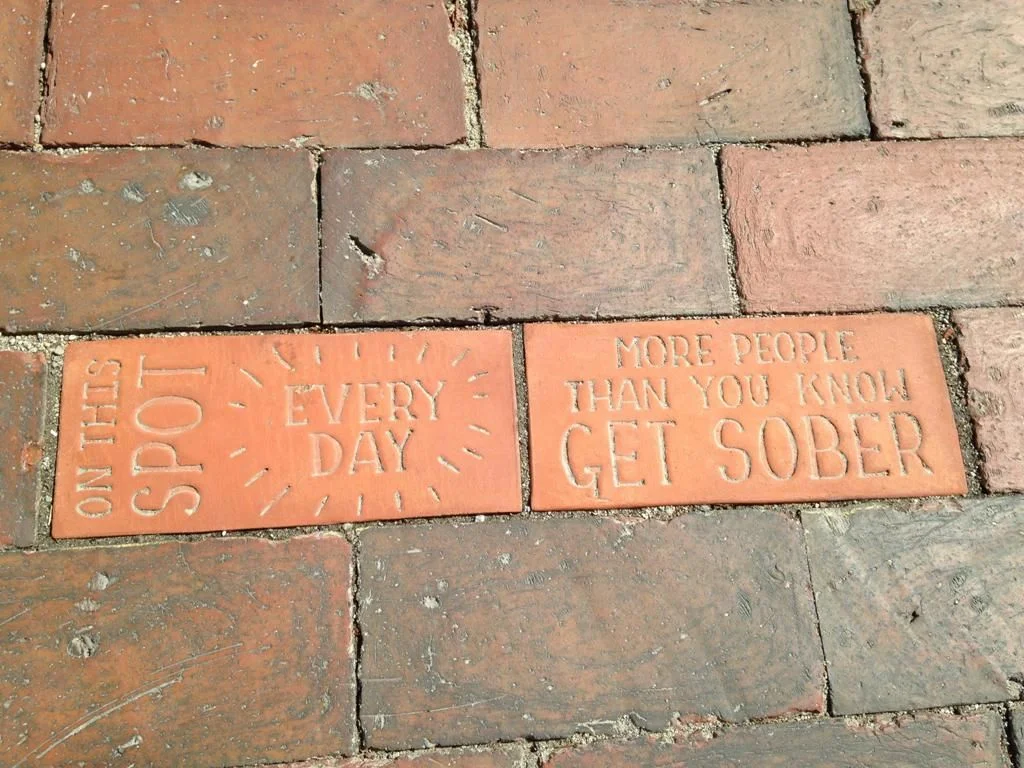 ON THIS
SPOT
EVERY
DAY
MORE PEOPLE
THAN YOU KNOW
GET SOBER